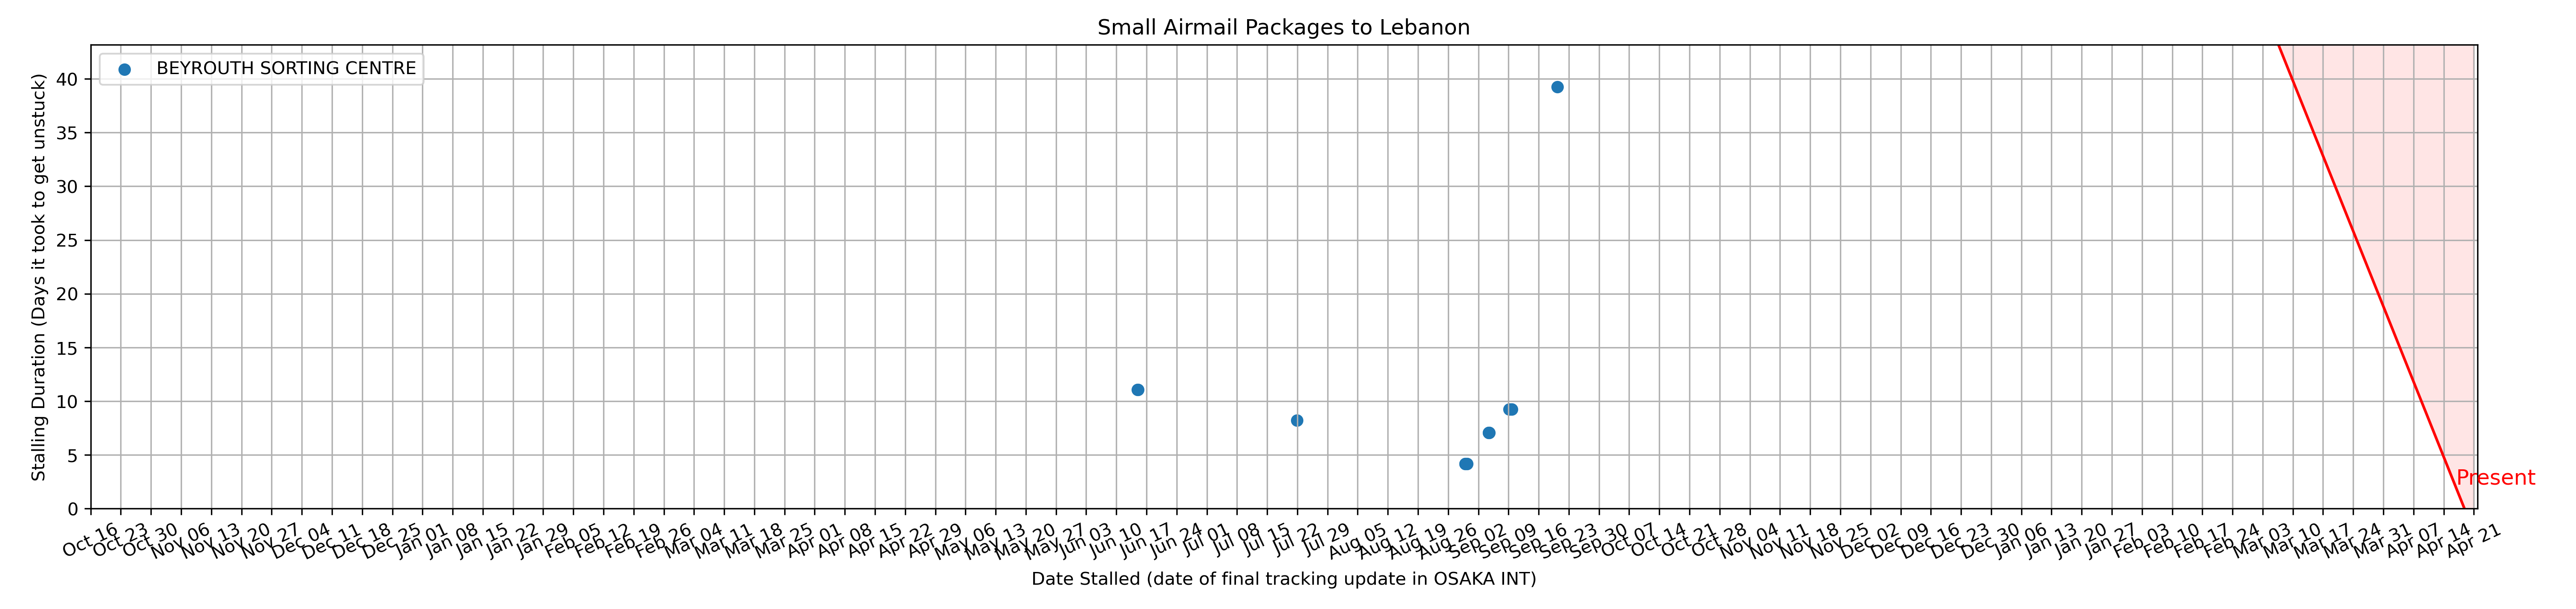 Small Airmail Packages to Lebanon
BEYROUTH SORTING CENTRE
Stalling Duration (Days it took to get unstuck)
40
35
30
25
20
15
10
5
0
Present
Oct 16
Oct 23
Oct 30
Nov 06
Nov 13
Nov 20
Nov 27
Dec 04
Dec 11
Dec 18
Dec 25
Jan 01
Jan 08
Jan 15
Jan 22
Jan 29
Feb 05
Feb 12
Feb 19
Feb 26
Mar 04
Mar 11
Mar 18
Mar 25
Apr 01
Apr 08
Apr 15
Apr 22
Apr 29
May 06
May 13
May 20
May 27
Jun 03
Jun 10
Jun 17
Jun 24
Jul 01
Jul 08
Jul 15
Jul 22
Jul 29
Aug 05
Aug 12
Aug 19
Aug 26
Sep 02
Sep 09
Sep 16
Sep 23
Sep 30
Oct 07
Oct 14
Oct 21
Oct 28
Nov 04
Nov 11
Nov 18
Nov 25
Dec 02
Dec 09
Dec 16
Dec 23
Dec 30
Jan 06
Jan 13
Jan 20
Jan 27
Feb 03
Feb 10
Feb 17
Feb 24
Mar 03
Mar 10
Mar 17
Mar 24
Mar 31
Apr 07
Apr 14
Apr 21
Date Stalled (date of final tracking update in OSAKA INT)